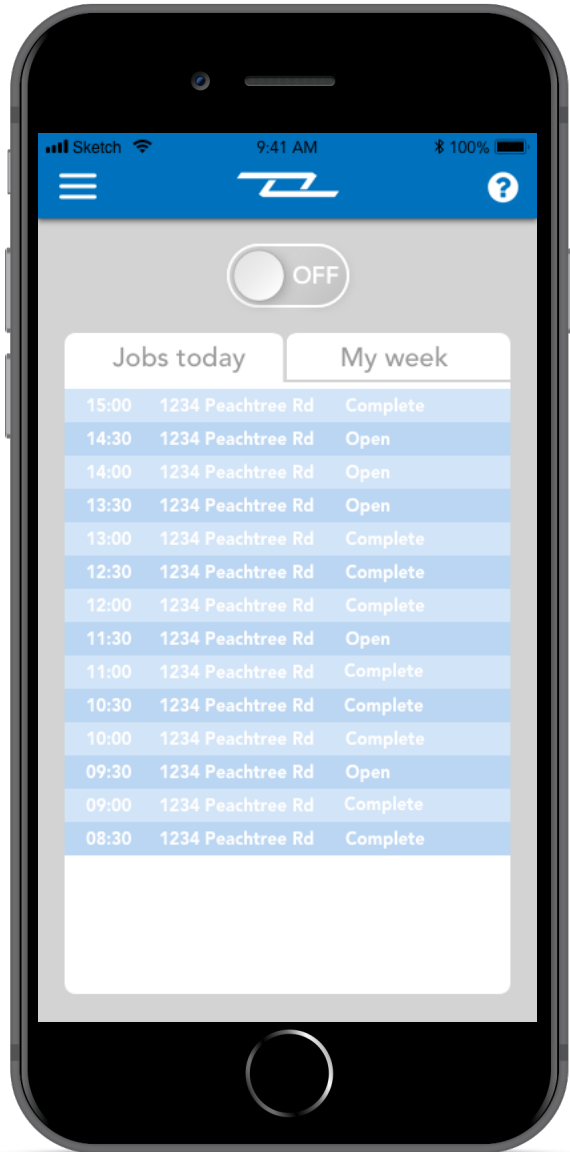 Sketch 9:41 AM 100%
?
OFF
Jobs today My week
15:00 1234 Peachtree Rd Complete
14:30 1234 Peachtree Rd Open
14:00 1234 Peachtree Rd Open
13:30 1234 Peachtree Rd Open
13:00 1234 Peachtree Rd Complete
12:30 1234 Peachtree Rd Complete
12:00 1234 Peachtree Rd Complete
11:30 1234 Peachtree Rd Open
11:00 1234 Peachtree Rd Complete
10:30 1234 Peachtree Rd Complete
10:00 1234 Peachtree Rd Complete
09:30 1234 Peachtree Rd Open
09:00 1234 Peachtree Rd Complete
08:30 1234 Peachtree Rd Complete